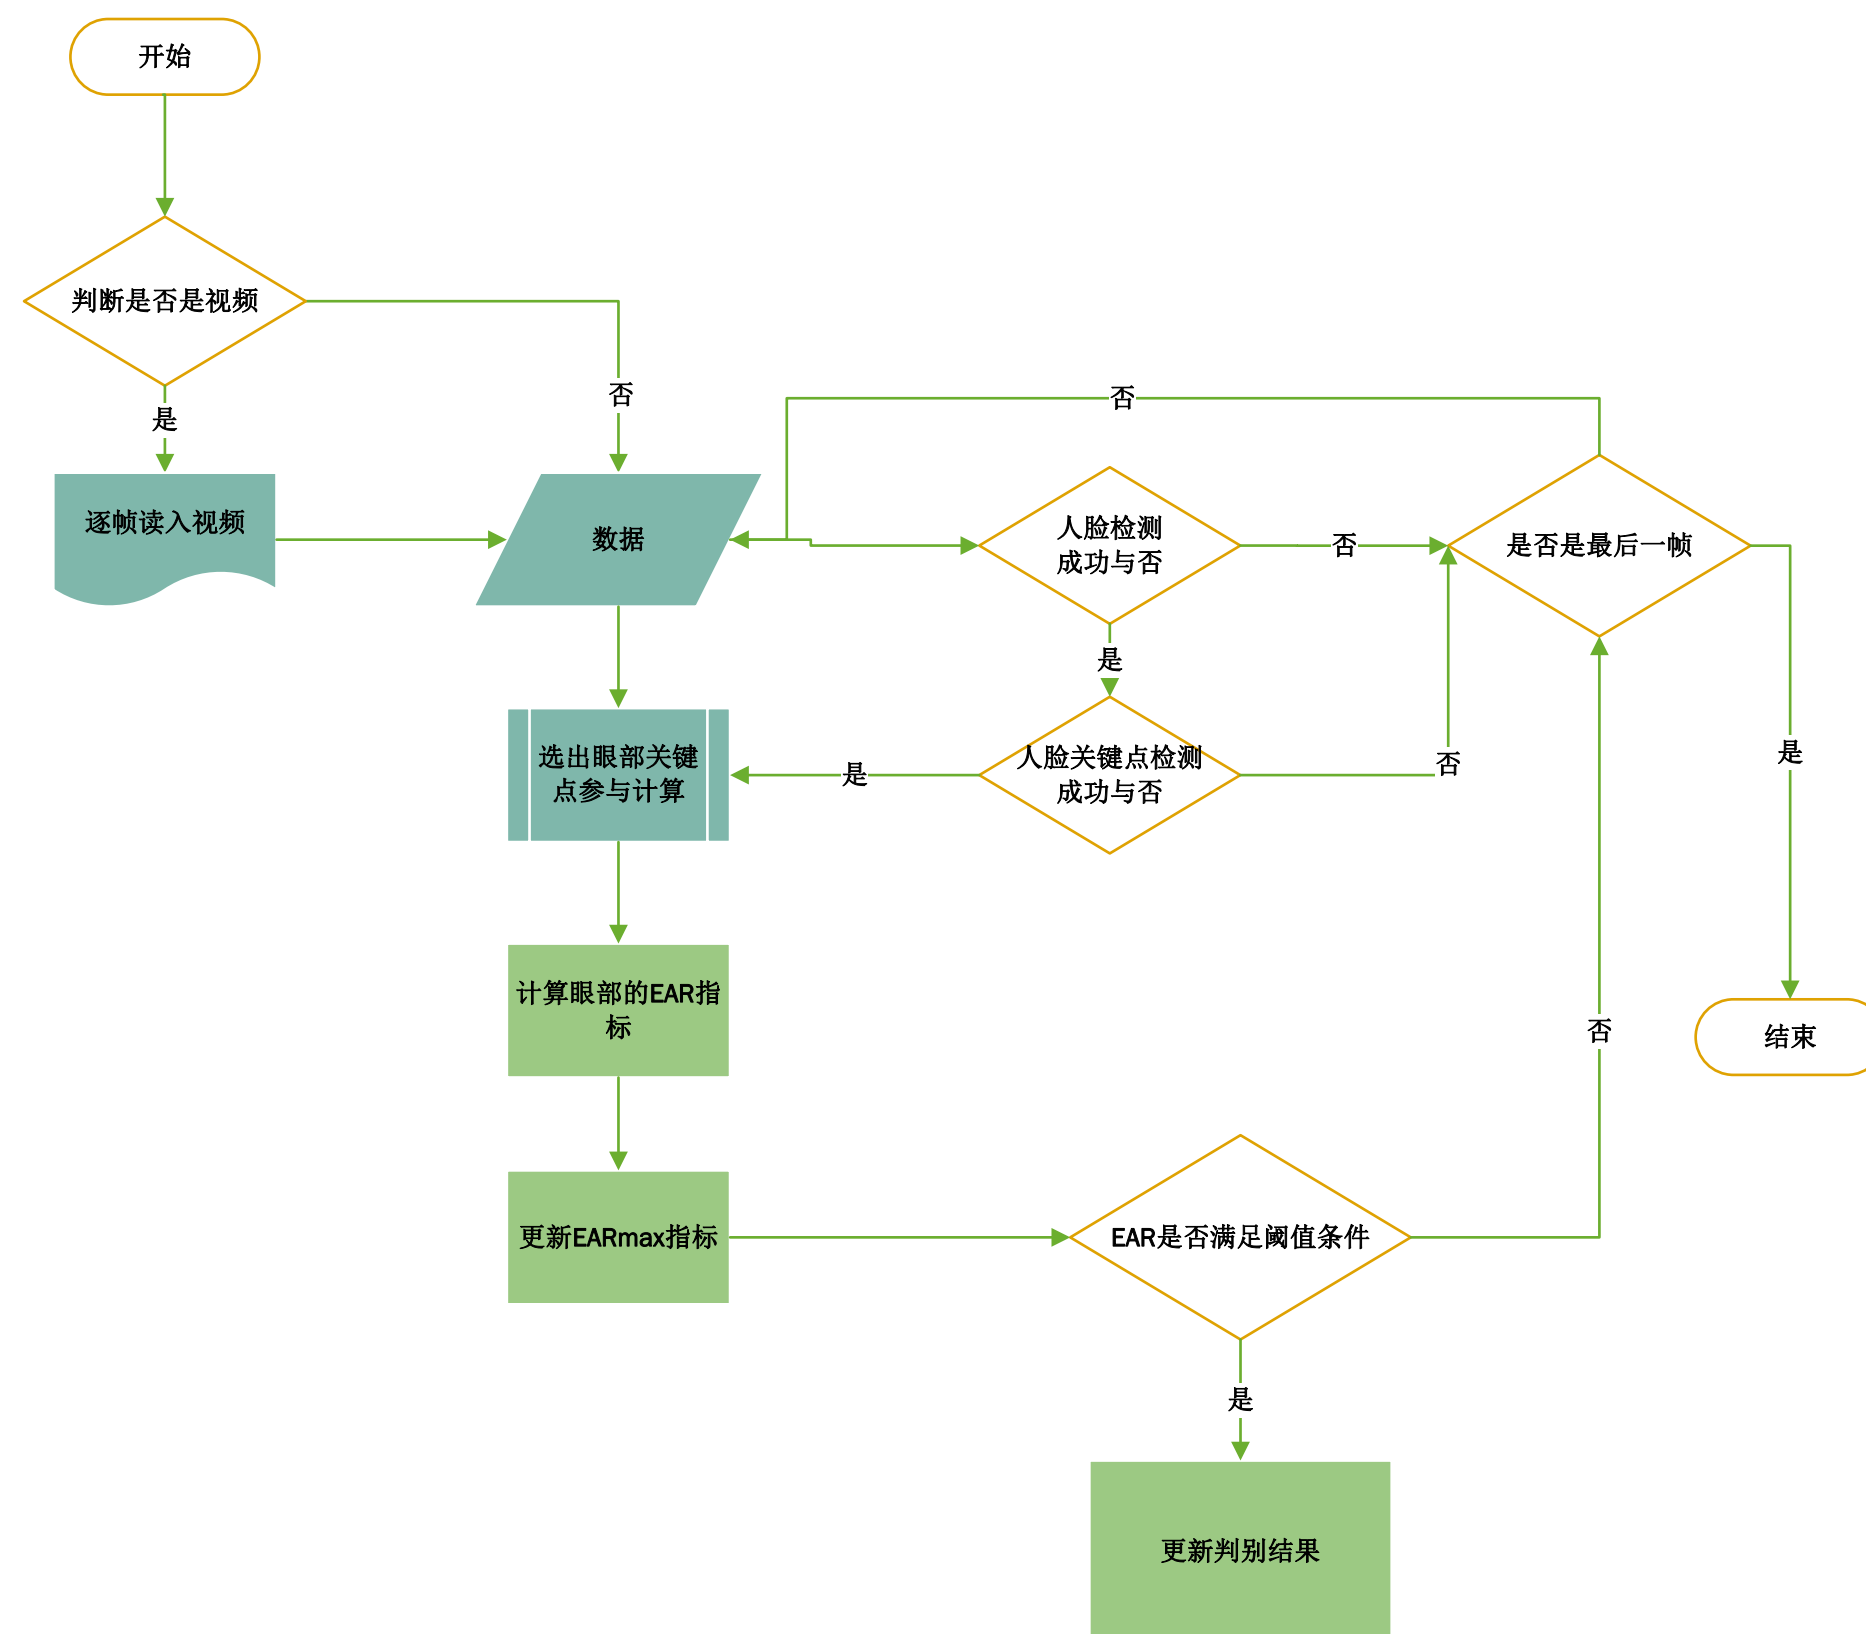 开始
判断是否是视频
是
否
逐帧读入视频
数据
否
人脸检测
成功与否
否
是否是最后一帧
是
人脸关键点检测
成功与否
是
否
是
选出眼部关键
点参与计算
计算眼部的EAR指
标
否
结束
更新EARmax指标
EAR是否满足阈值条件
是
更新判别结果